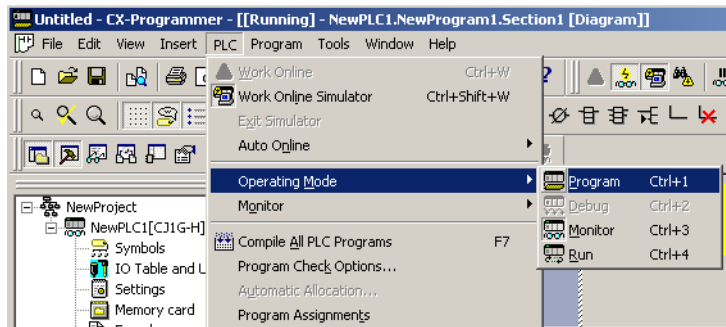 Untitled - CX-Programmer - [[Running] - NewPLC1.NewProgram1.Section1 [Diagram]]
File Edit View Insert PLC Program Tools Window Help
Work Online Ctrl+W
Work Online Simulator Ctrl+Shift+W
Exit Simulator
Auto Online
Operating Mode
Program Ctrl+1
Debug Ctrl+2
Monitor Ctrl+3
Run Ctrl+4
Monitor
Compile All PLC Programs F7
Program Check Options...
Automatic Allocation...
Program Assignments
NewProject
NewPLC1[CJ1G-H]
Symbols
IO Table and U
Settings
Memory card